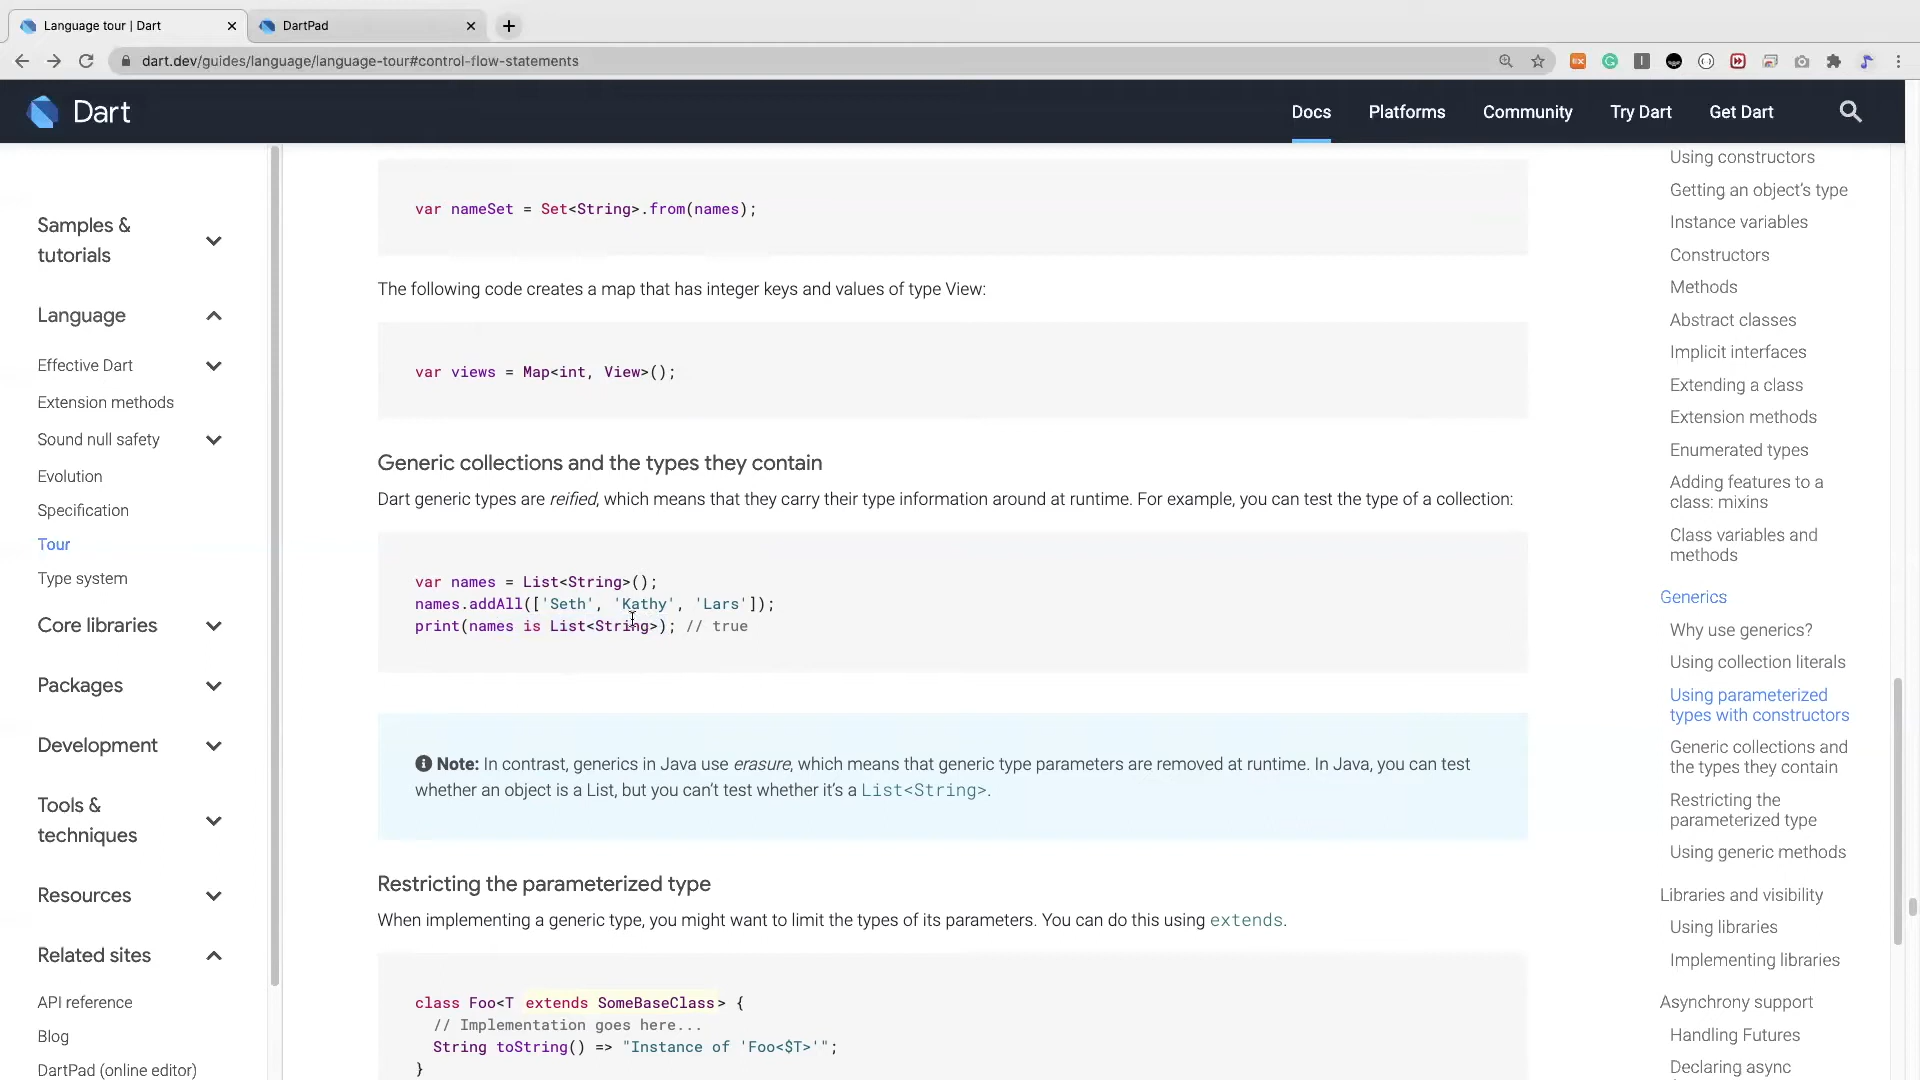 Language tour | Dart
DartPad
dart.dev/guides/language/language-tour#control-flow-statements
Dart
Docs
Platforms
Community
Try Dart
Get Dart
Samples &
tutorials
Language
Effective Dart
Extension methods
Sound null safety
Evolution
Specification
Tour
Type system
Core libraries
Packages
Development
Tools &
techniques
Resources
Related sites
API reference
Blog
DartPad (online editor)
var nameSet = Set<String>.from(names);
The following code creates a map that has integer keys and values of type View:
var views = Map<int, View>();
Generic collections and the types they contain
Dart generic types are reified, which means that they carry their type information around at runtime. For example, you can test the type of a collection:
var names = List<String>();
names.addAll(['Seth', 'Kathy', 'Lars']);
print(names is List<String>); // true
Note: In contrast, generics in Java use erasure, which means that generic type parameters are removed at runtime. In Java, you can test
whether an object is a List, but you can't test whether it's a List<String>.
Restricting the parameterized type
When implementing a generic type, you might want to limit the types of its parameters. You can do this using extends.
class Foo<T extends SomeBaseClass> {
// Implementation goes here...
String toString() => "Instance of 'Foo<$T>'";
}
Using constructors
Getting an object's type
Instance variables
Constructors
Methods
Abstract classes
Implicit interfaces
Extending a class
Extension methods
Enumerated types
Adding features to a
class: mixins
Class variables and
methods
Generics
Why use generics?
Using collection literals
Using parameterized
types with constructors
Generic collections and
the types they contain
Restricting the
parameterized type
Using generic methods
Libraries and visibility
Using libraries
Implementing libraries
Asynchrony support
Handling Futures
Declaring async